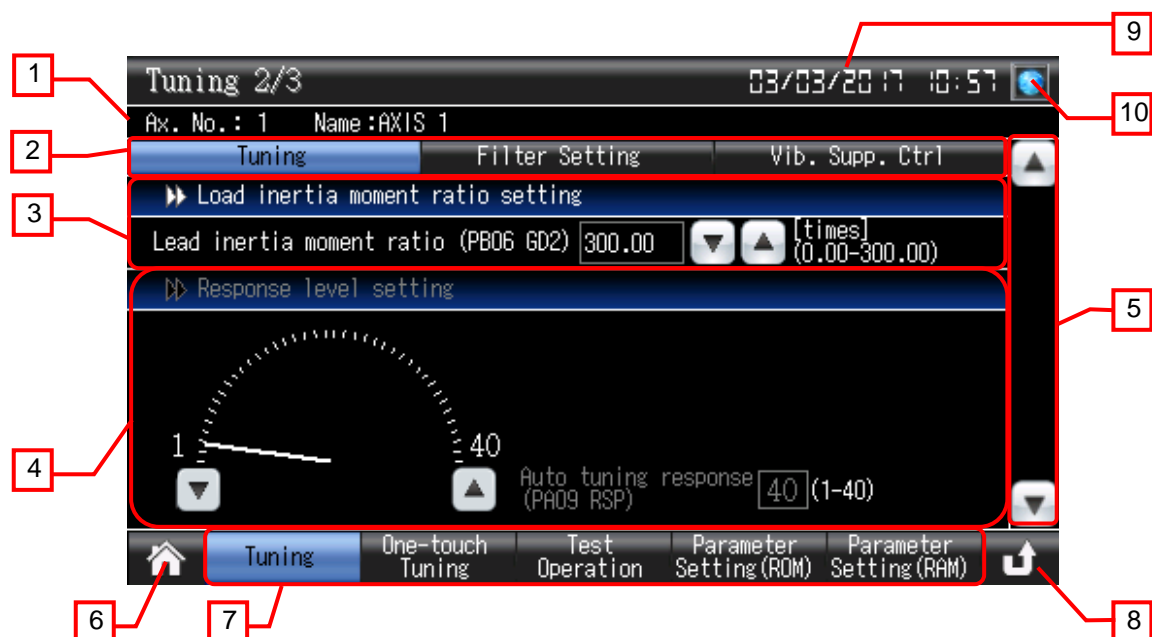 9
1
Tuning 2/3
03/03/2017 10:57
10
Ax. No.: 1 Name:AXIS 1
2
Tuning Filter Setting Vib. Supp. Ctrl
3
Load inertia moment ratio setting
Lead inertia moment ratio (PB06 GD2) 300.00 [times]
(0.00-300.00)
Response level setting
5
1 40
4
Auto tuning response
(PA09 RSP) 40 (1-40)
Tuning
One-touch
Tuning
Test
Operation
Parameter
Setting(ROM)
Parameter
Setting(RAM)
6
7
8